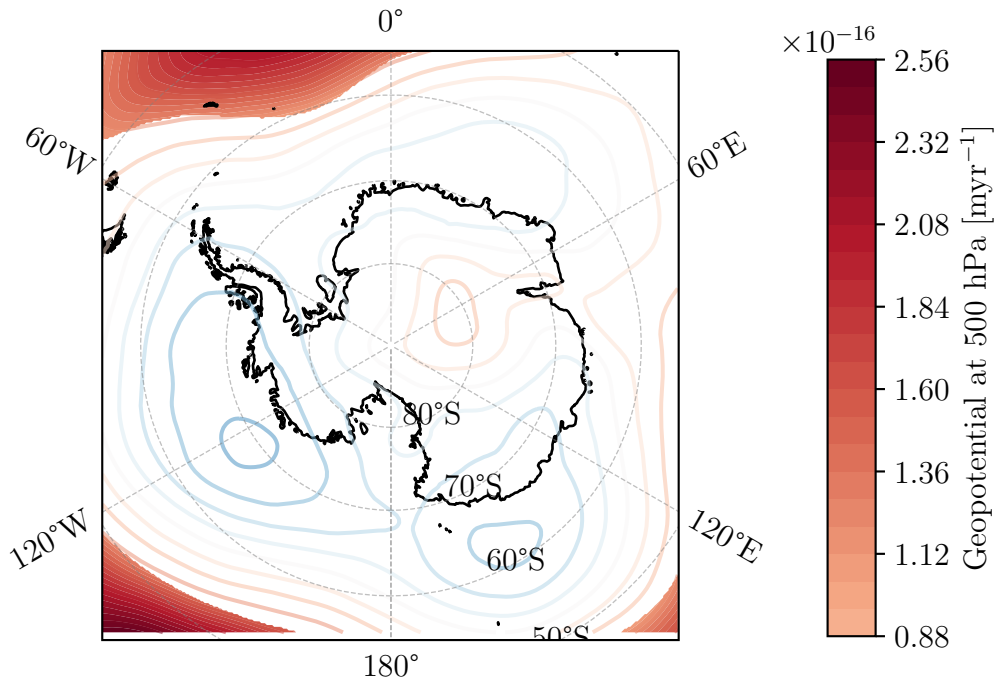 0°
×10⁻¹⁶
60°W
60°E
80°S
70°S
60°S
50°S
120°W
120°E
180°
2.56
2.32
2.08
1.84
1.60
1.36
1.12
0.88
Geopotential at 500 hPa [myr⁻¹]